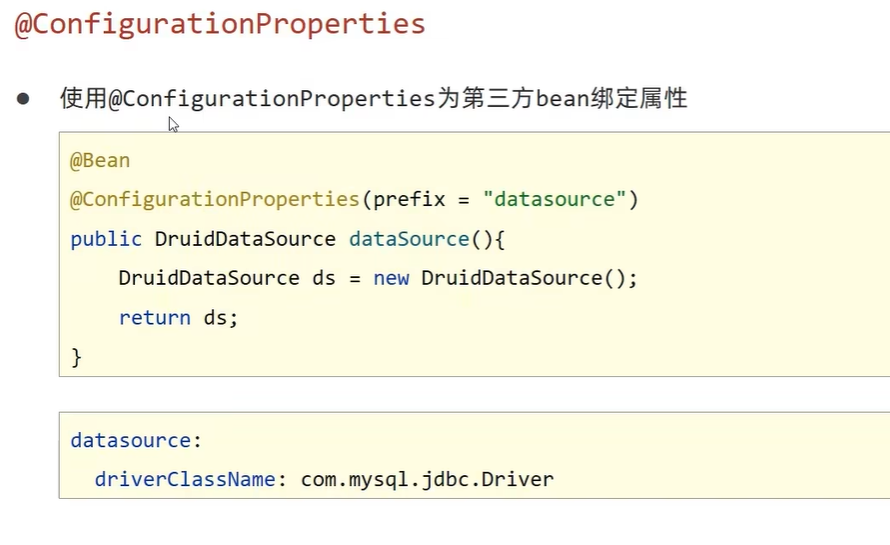 @ConfigurationProperties
● 使用@ConfigurationProperties为第三方bean绑定属性
@Bean
@ConfigurationProperties(prefix = "datasource")
public DruidDataSource dataSource(){
    DruidDataSource ds = new DruidDataSource();
    return ds;
}
datasource:
  driverClassName: com.mysql.jdbc.Driver